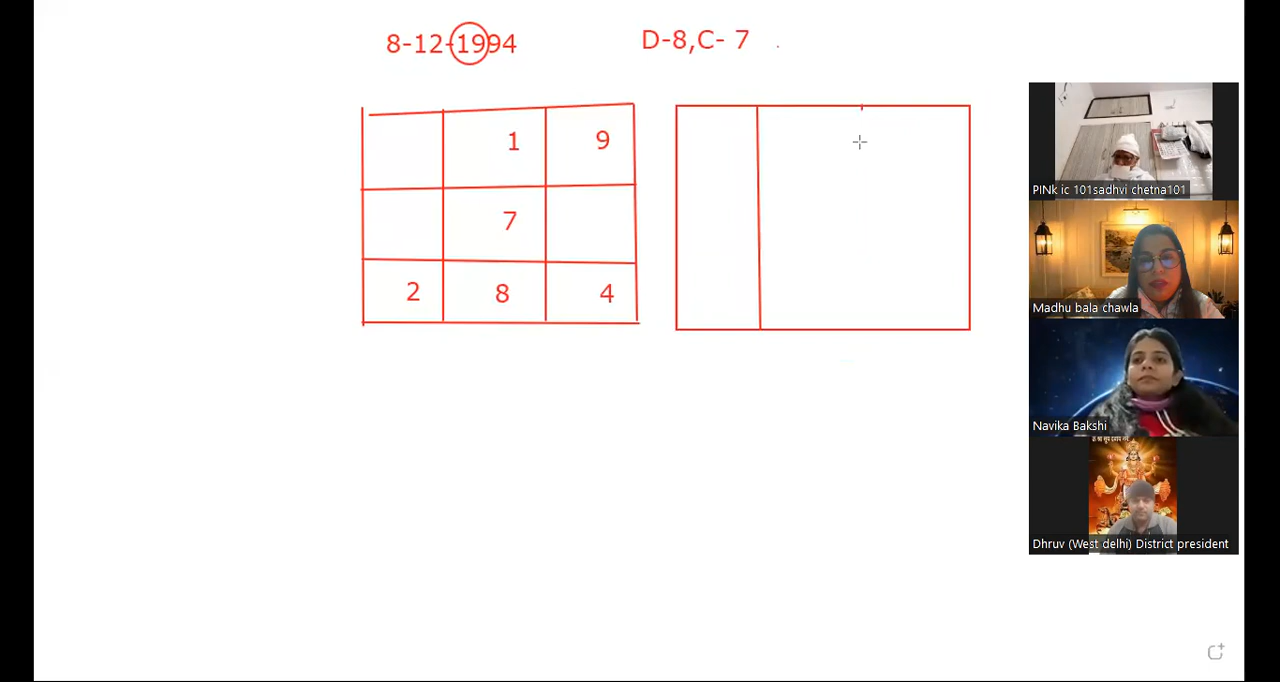 8-12-1994
D-8,C- 7
1 9
7
2 8 4
PINk ic 101sadhvi chetna101
Madhu bala chawla
Navika Bakshi
Dhruv (West delhi) District president